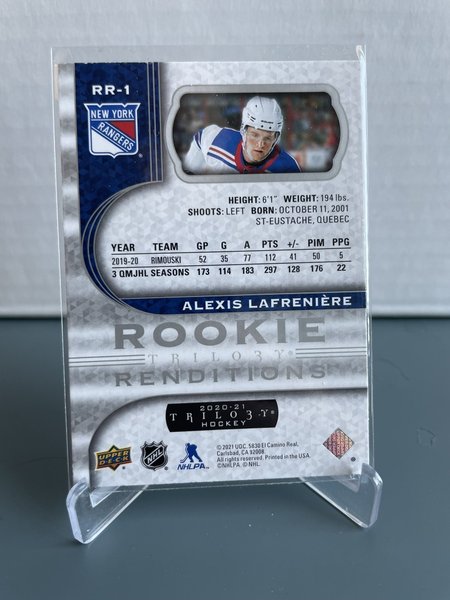 RR-1
NEW YORK
RANGERS
HEIGHT: 6'1" WEIGHT: 194 lbs.
SHOOTS: LEFT BORN: OCTOBER 11, 2001
ST-EUSTACHE, QUEBEC
YEAR TEAM GP G A PTS +/- PIM PPG
2019-20 RIMOUSKI 52 35 77 112 41 50 5
3 QMJHL SEASONS 173 114 183 297 128 176 22
ALEXIS LAFRENIÈRE
ROOKIE
TRILO3Y
RENDITIONS
2020-21
TRILO3Y
HOCKEY
UPPER DECK
NHL
NHLPA
©2021 UDC. 5830 El Camino Real,
Carlsbad, CA 92008
All rights reserved. Printed in the USA.
©NHLPA. ©NHL